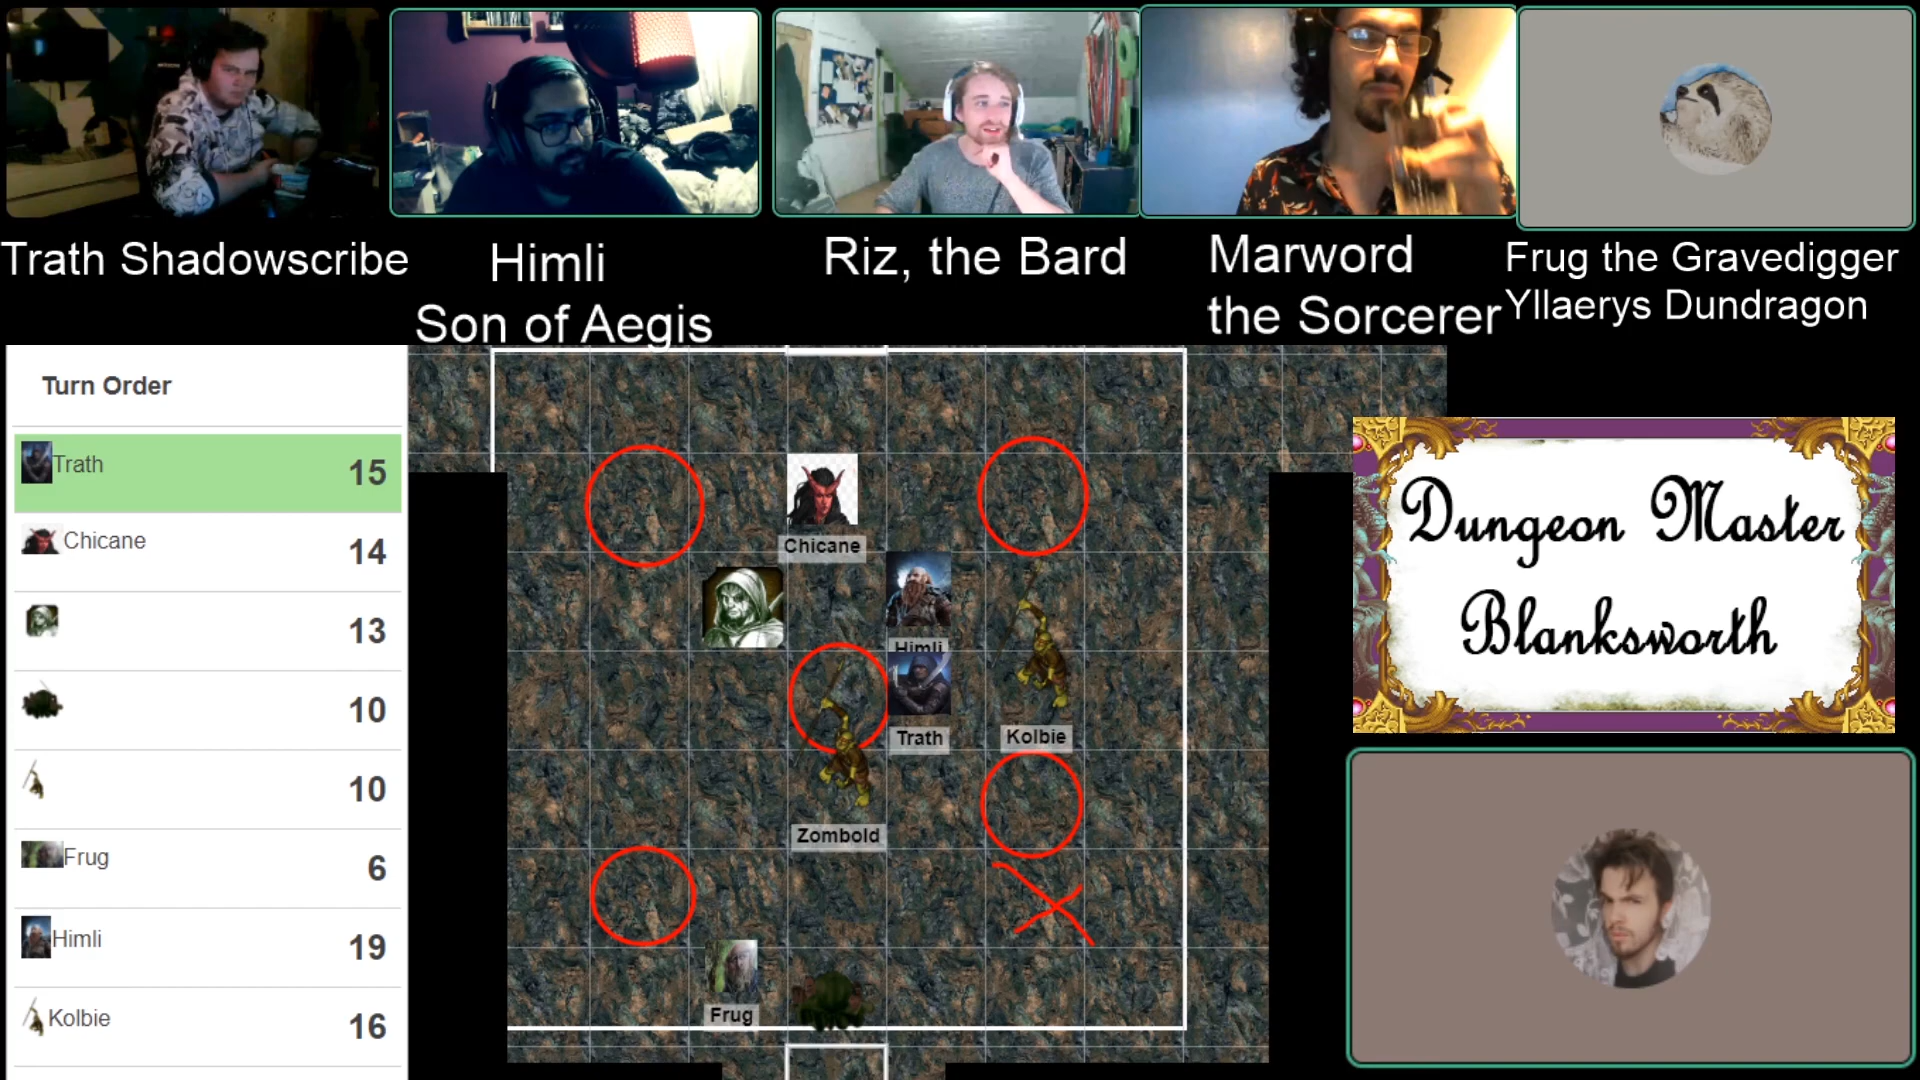 Trath Shadowscribe
Himli
Son of Aegis
Riz, the Bard
Marword
the Sorcerer
Frug the Gravedigger
Yllaerys Dundragon
Turn Order
Trath 15
Chicane 14
13
10
10
Frug 6
Himli 19
Kolbie 16
Chicane
Himli
Trath
Kolbie
Zombold
Frug
Dungeon Master
Blanksworth